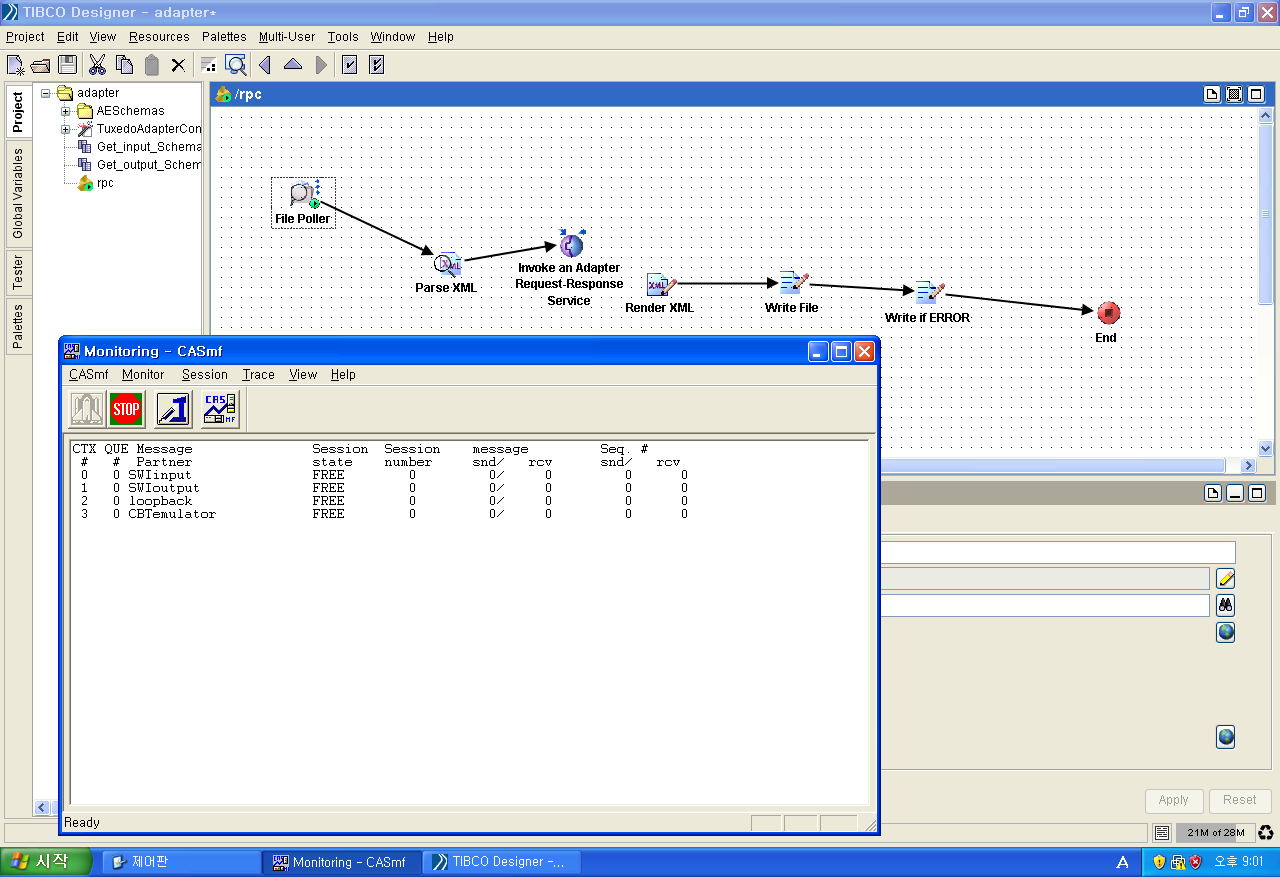 TIBCO Designer - adapter*
Project Edit View Resources Palettes Multi-User Tools Window Help
Project
Global Variables
Tester
Palettes
adapter
AESchemas
TuxedoAdapterCon
Get_input_Schema
Get_output_Schem
rpc
/rpc
File Poller
Parse XML
Invoke an Adapter
Request-Response
Service
Render XML
Write File
Write if ERROR
End
Monitoring - CASmf
CASmf Monitor Session Trace View Help
STOP
CAS
MF
CTX QUE Message Session Session message Seq. #
# # Partner state number snd/ rcv snd/ rcv
0 0 SWIinput FREE 0 0/ 0 0 0
1 0 SWIoutput FREE 0 0/ 0 0 0
2 0 loopback FREE 0 0/ 0 0 0
3 0 CBTemulator FREE 0 0/ 0 0 0
Ready
Apply Reset
21M of 28M
시작 제어판 Monitoring - CASmf TIBCO Designer -... A 오후 9:01